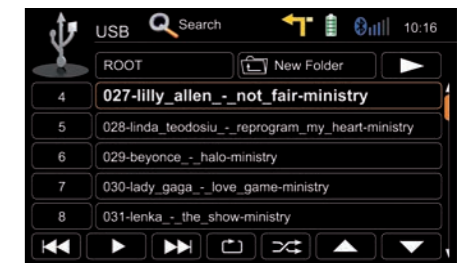 USB Search 10:16
ROOT New Folder
4 027-lilly_allen_-_not_fair-ministry
5 028-linda_teodosiu_-_reprogram_my_heart-ministry
6 029-beyonce_-_halo-ministry
7 030-lady_gaga_-_love_game-ministry
8 031-lenka_-_the_show-ministry